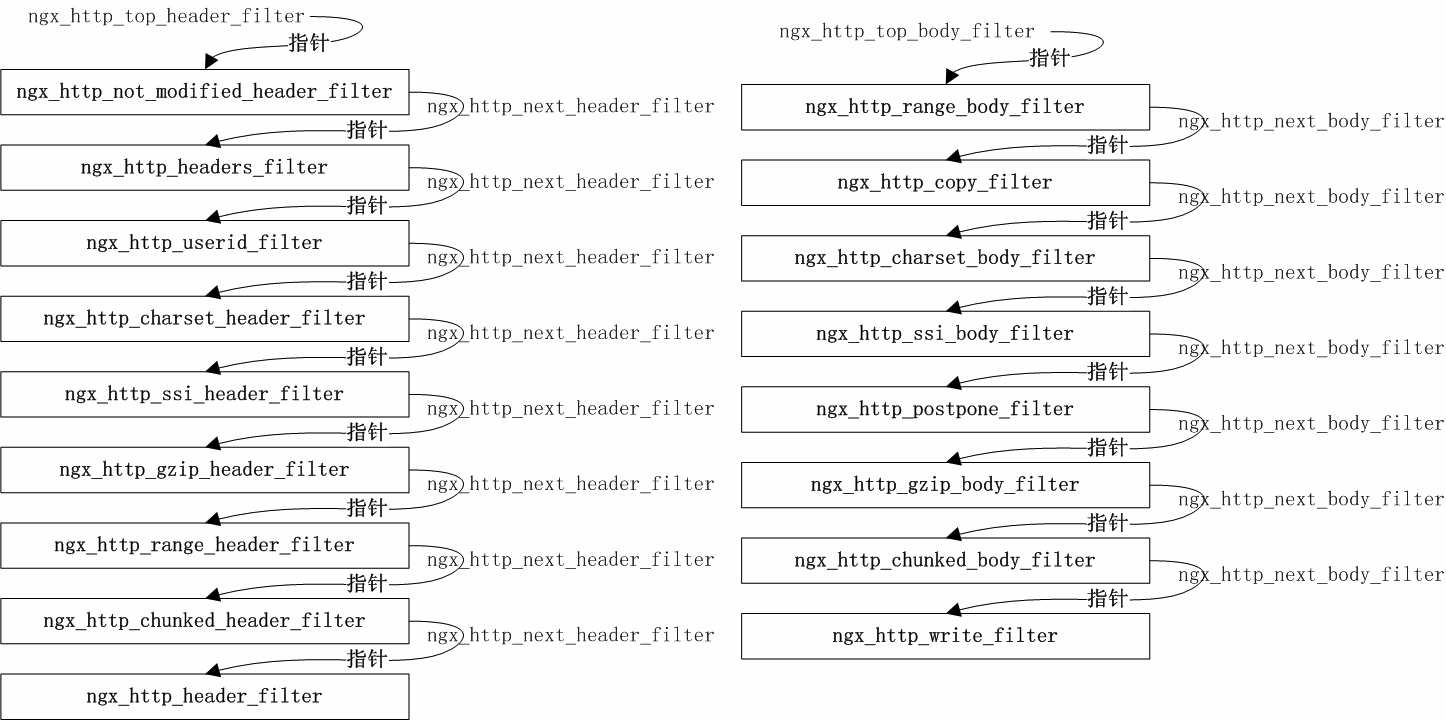 ngx_http_top_header_filter
指针
ngx_http_not_modified_header_filter
ngx_http_next_header_filter
指针
ngx_http_headers_filter
ngx_http_next_header_filter
指针
ngx_http_userid_filter
ngx_http_next_header_filter
指针
ngx_http_charset_header_filter
ngx_http_next_header_filter
指针
ngx_http_ssi_header_filter
ngx_http_next_header_filter
指针
ngx_http_gzip_header_filter
ngx_http_next_header_filter
指针
ngx_http_range_header_filter
ngx_http_next_header_filter
指针
ngx_http_chunked_header_filter
ngx_http_next_header_filter
指针
ngx_http_header_filter
ngx_http_top_body_filter
指针
ngx_http_range_body_filter
ngx_http_next_body_filter
指针
ngx_http_copy_filter
ngx_http_next_body_filter
指针
ngx_http_charset_body_filter
ngx_http_next_body_filter
指针
ngx_http_ssi_body_filter
ngx_http_next_body_filter
指针
ngx_http_postpone_filter
ngx_http_next_body_filter
指针
ngx_http_gzip_body_filter
ngx_http_next_body_filter
指针
ngx_http_chunked_body_filter
ngx_http_next_body_filter
指针
ngx_http_write_filter